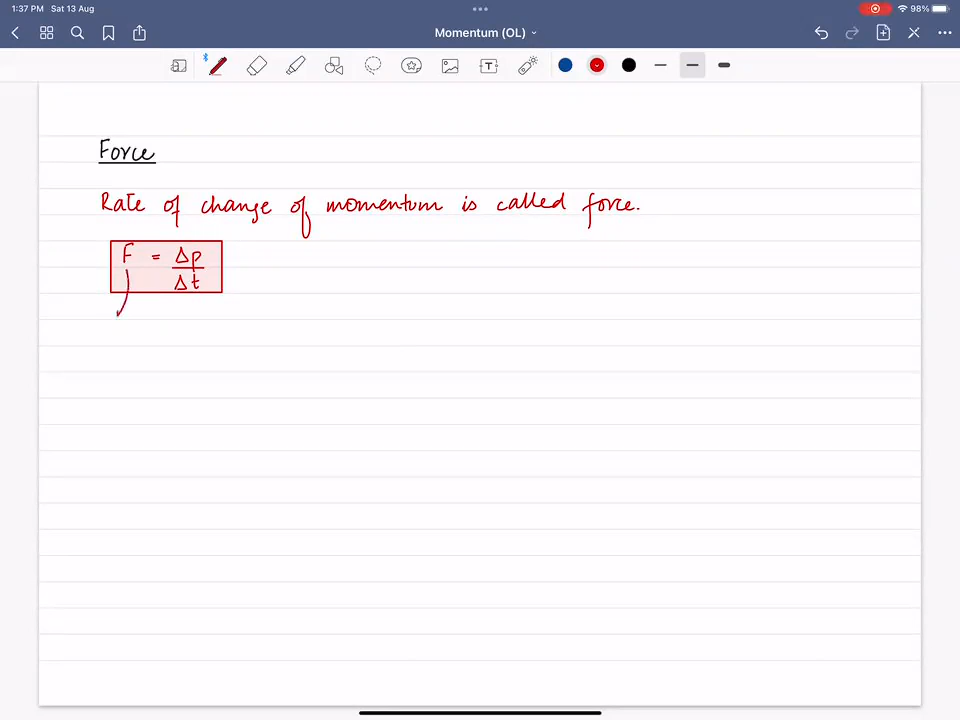 1:37 PM Sat 13 Aug
98%
Momentum (OL)
T
Force
Rate of change of momentum is called force.
F = Δp
Δt